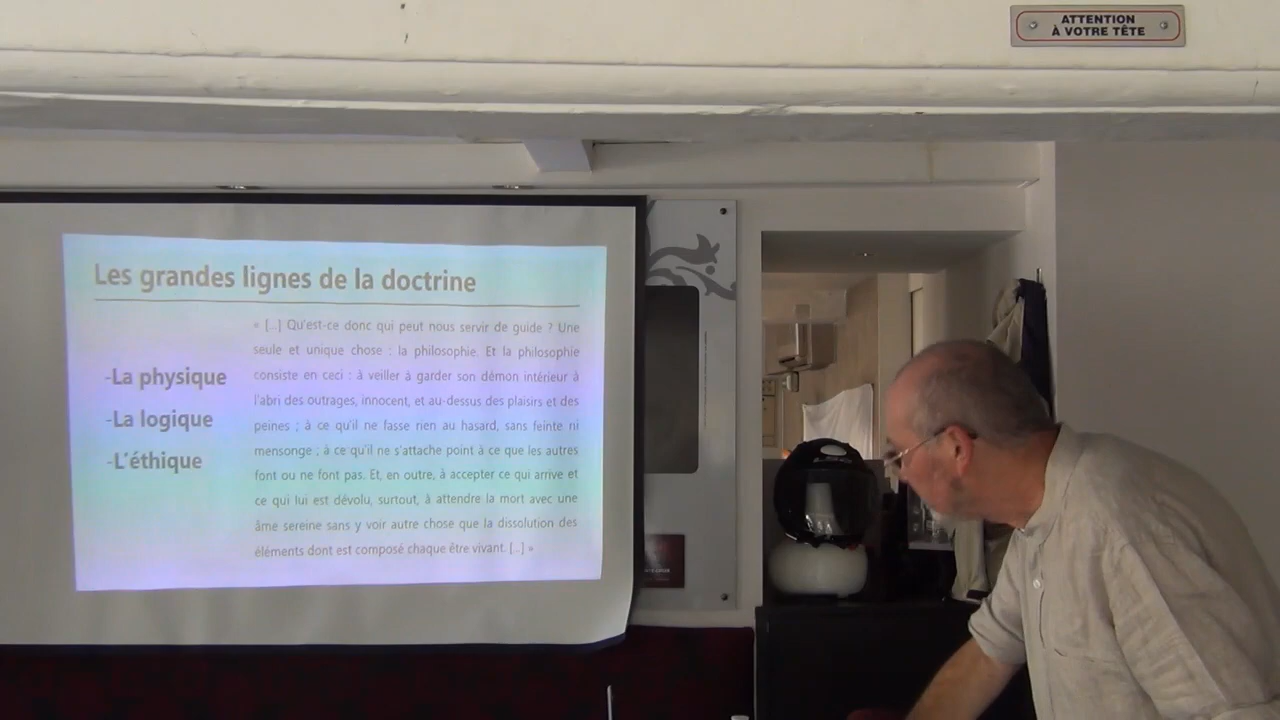 ATTENTION
À VOTRE TÊTE
Les grandes lignes de la doctrine
-La physique
-La logique
-L'éthique
« [...] Qu'est-ce donc qui peut nous servir de guide ? Une
seule et unique chose : la philosophie. Et la philosophie
consiste en ceci : à veiller à garder son démon intérieur à
l'abri des outrages, innocent, et au-dessus des plaisirs et des
peines ; à ce qu'il ne fasse rien au hasard, sans feinte ni
mensonge ; à ce qu'il ne s'attache point à ce que les autres
font ou ne font pas. Et, en outre, à accepter ce qui arrive et
ce qui lui est dévolu, surtout, à attendre la mort avec une
âme sereine sans y voir autre chose que la dissolution des
éléments dont est composé chaque être vivant. [...] »